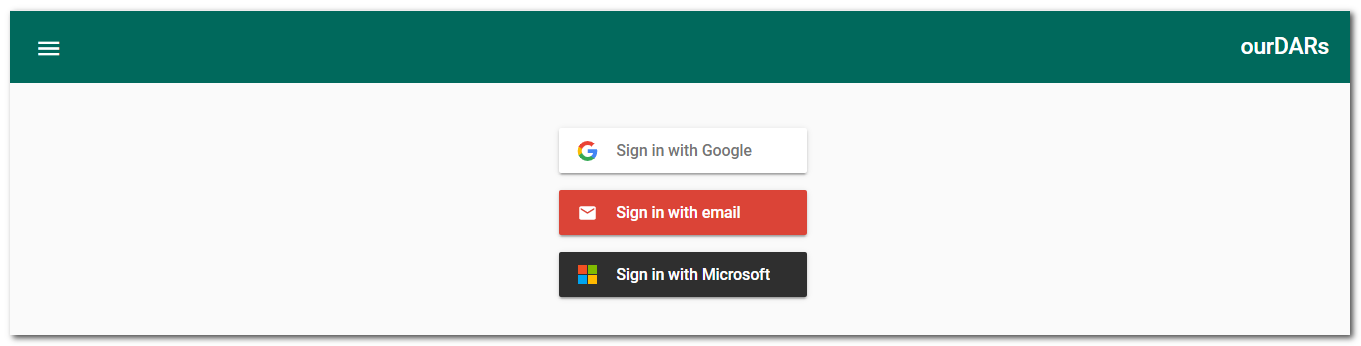 ourDARs
Sign in with Google
Sign in with email
Sign in with Microsoft